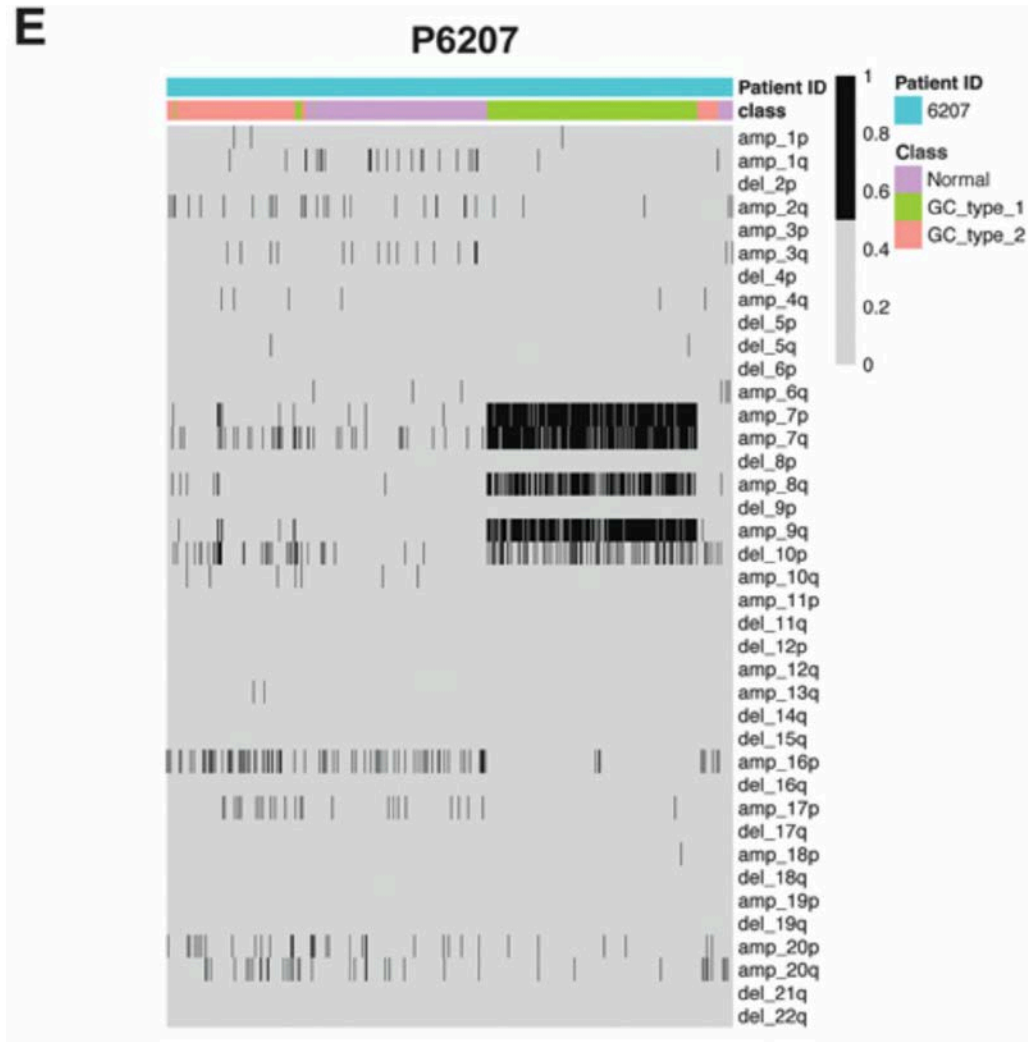 E
P6207
Patient ID
class
amp_1p
amp_1q
del_2p
amp_2q
amp_3p
amp_3q
del_4p
amp_4q
del_5p
del_5q
del_6p
amp_6q
amp_7p
amp_7q
del_8p
amp_8q
del_9p
amp_9q
del_10p
amp_10q
amp_11p
del_11q
del_12p
amp_12q
amp_13q
del_14q
del_15q
amp_16p
del_16q
amp_17p
del_17q
amp_18p
del_18q
amp_19p
del_19q
amp_20p
amp_20q
del_21q
del_22q
1
0.8
0.6
0.4
0.2
0
Patient ID
6207
Class
Normal
GC_type_1
GC_type_2